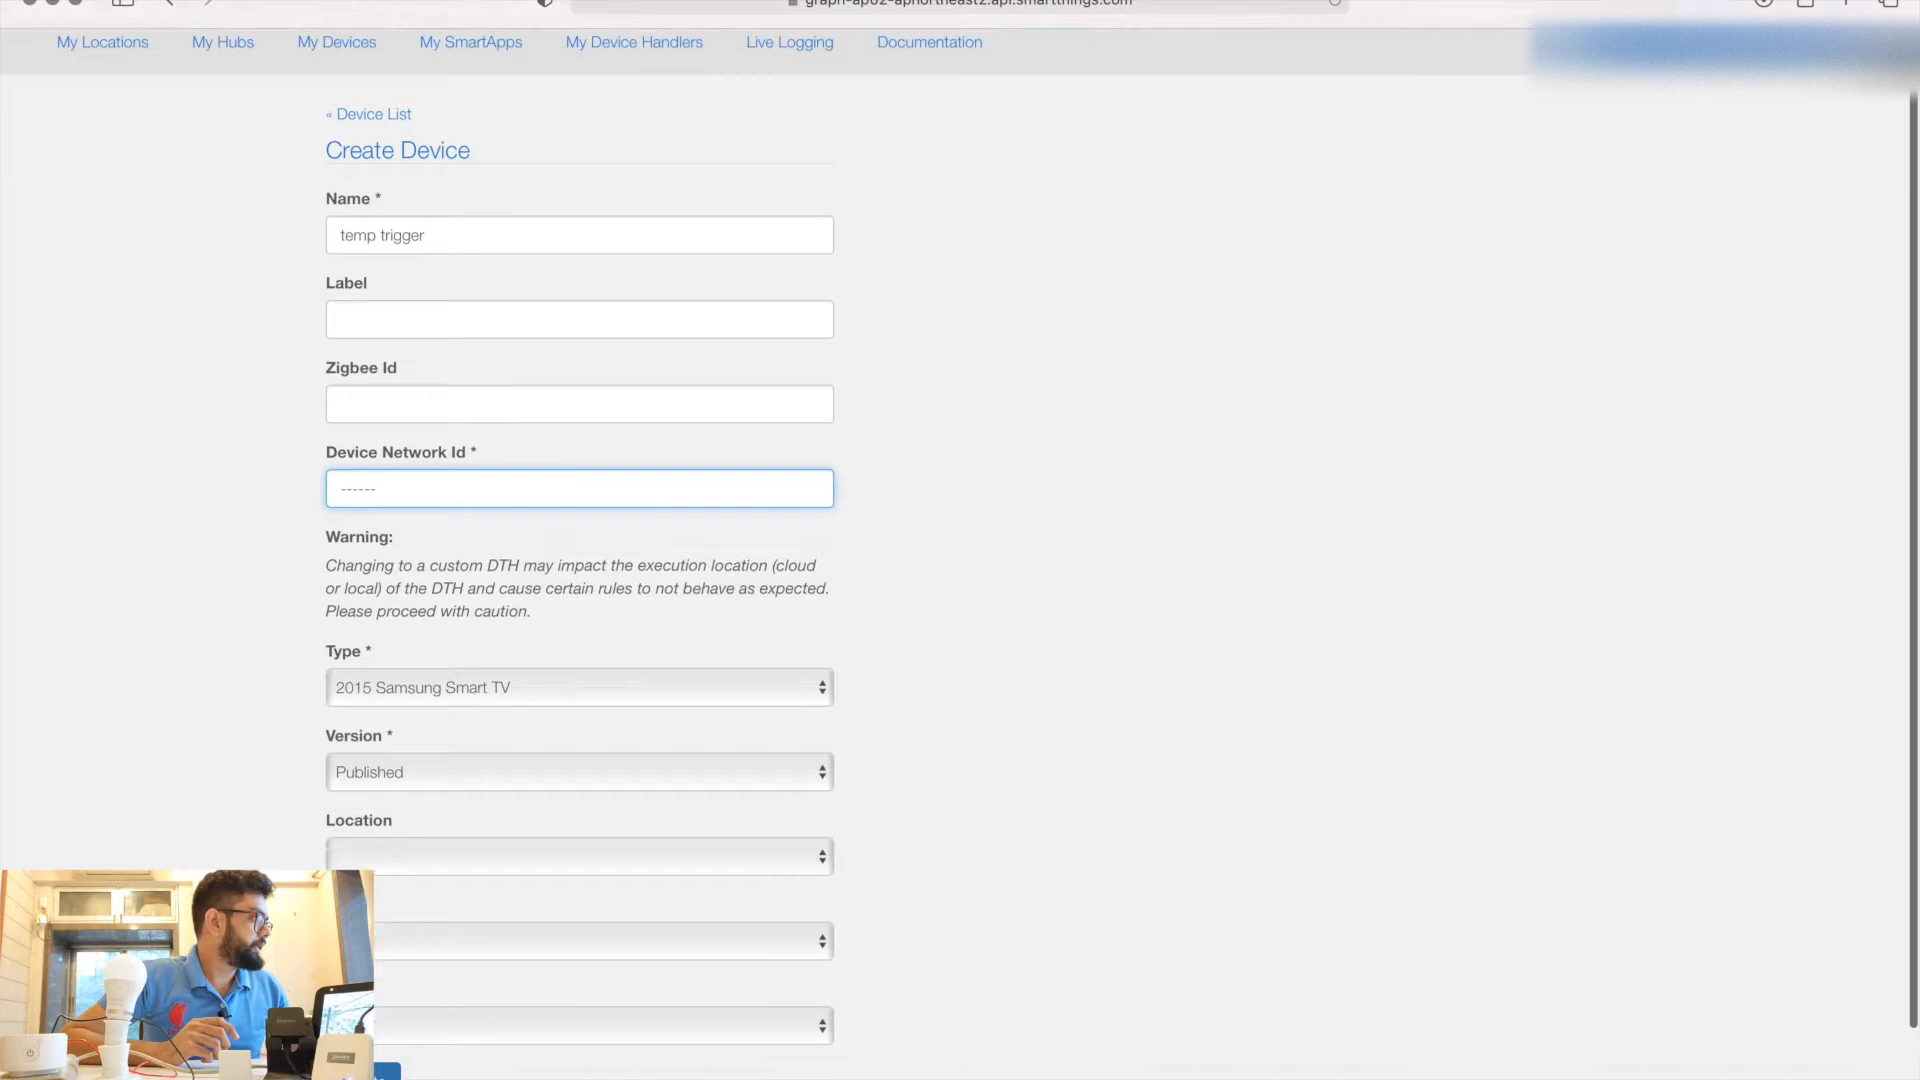 graph-ap02-apnortheast2.api.smartthings.com
My Locations My Hubs My Devices My SmartApps My Device Handlers Live Logging Documentation
« Device List
Create Device
Name *
temp trigger
Label
Zigbee Id
Device Network Id *
------
Warning:
Changing to a custom DTH may impact the execution location (cloud
or local) of the DTH and cause certain rules to not behave as expected.
Please proceed with caution.
Type *
2015 Samsung Smart TV
Version *
Published
Location